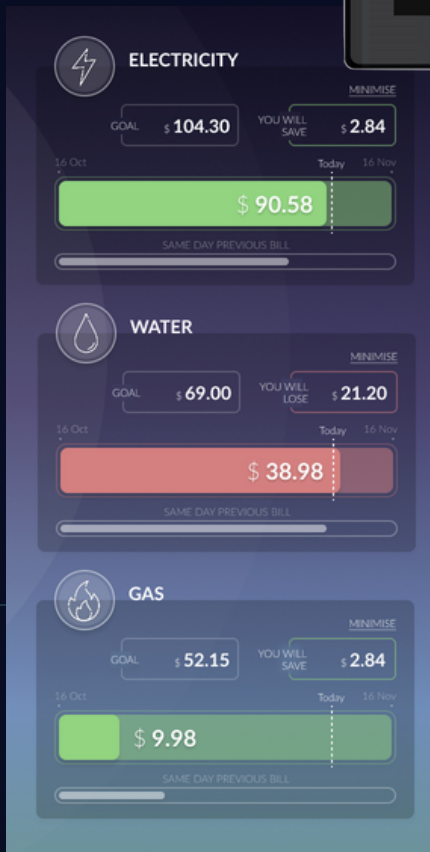 ELECTRICITY
MINIMISE
GOAL $ 104.30 YOU WILL SAVE $ 2.84
16 Oct Today 16 Nov
$ 90.58
SAME DAY PREVIOUS BILL
WATER
MINIMISE
GOAL $ 69.00 YOU WILL LOSE $ 21.20
16 Oct Today 16 Nov
$ 38.98
SAME DAY PREVIOUS BILL
GAS
MINIMISE
GOAL $ 52.15 YOU WILL SAVE $ 2.84
16 Oct Today 16 Nov
$ 9.98
SAME DAY PREVIOUS BILL